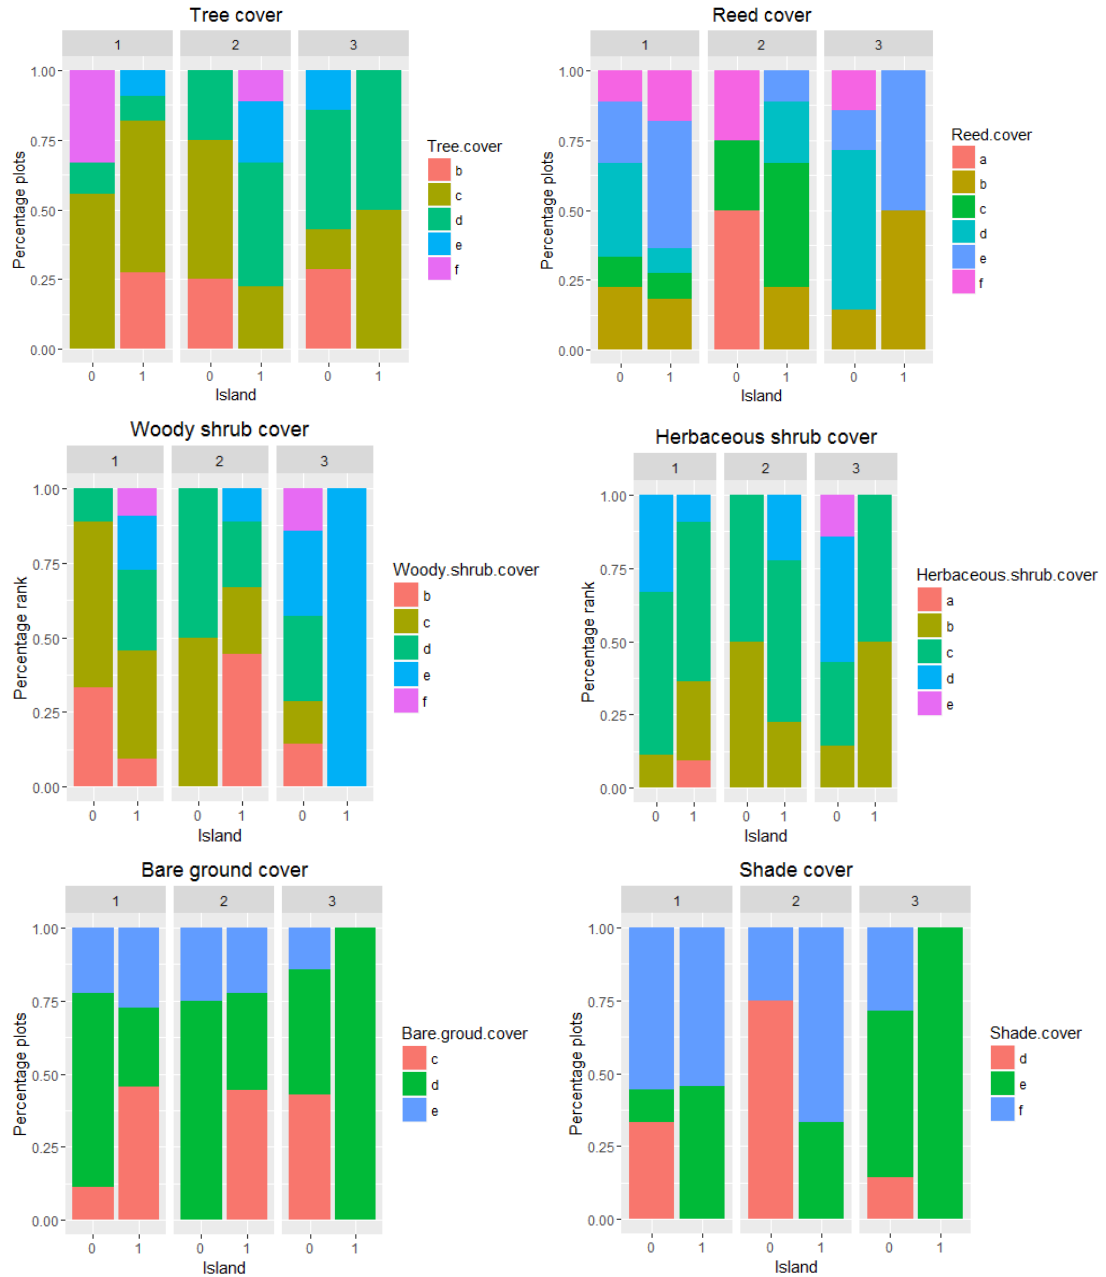 Tree cover
1 2 3
1.00
0.75
0.50
0.25
0.00
Percentage plots
0 1 0 1 0 1
Island
Tree.cover
b
c
d
e
f
Reed cover
1 2 3
1.00
0.75
0.50
0.25
0.00
Percentage plots
0 1 0 1 0 1
Island
Reed.cover
a
b
c
d
e
f
Woody shrub cover
1 2 3
1.00
0.75
0.50
0.25
0.00
Percentage rank
0 1 0 1 0 1
Island
Woody.shrub.cover
b
c
d
e
f
Herbaceous shrub cover
1 2 3
1.00
0.75
0.50
0.25
0.00
Percentage rank
0 1 0 1 0 1
Island
Herbaceous.shrub.cover
a
b
c
d
e
Bare ground cover
1 2 3
1.00
0.75
0.50
0.25
0.00
Percentage plots
0 1 0 1 0 1
Island
Bare.groud.cover
c
d
e
Shade cover
1 2 3
1.00
0.75
0.50
0.25
0.00
Percentage plots
0 1 0 1 0 1
Island
Shade.cover
d
e
f